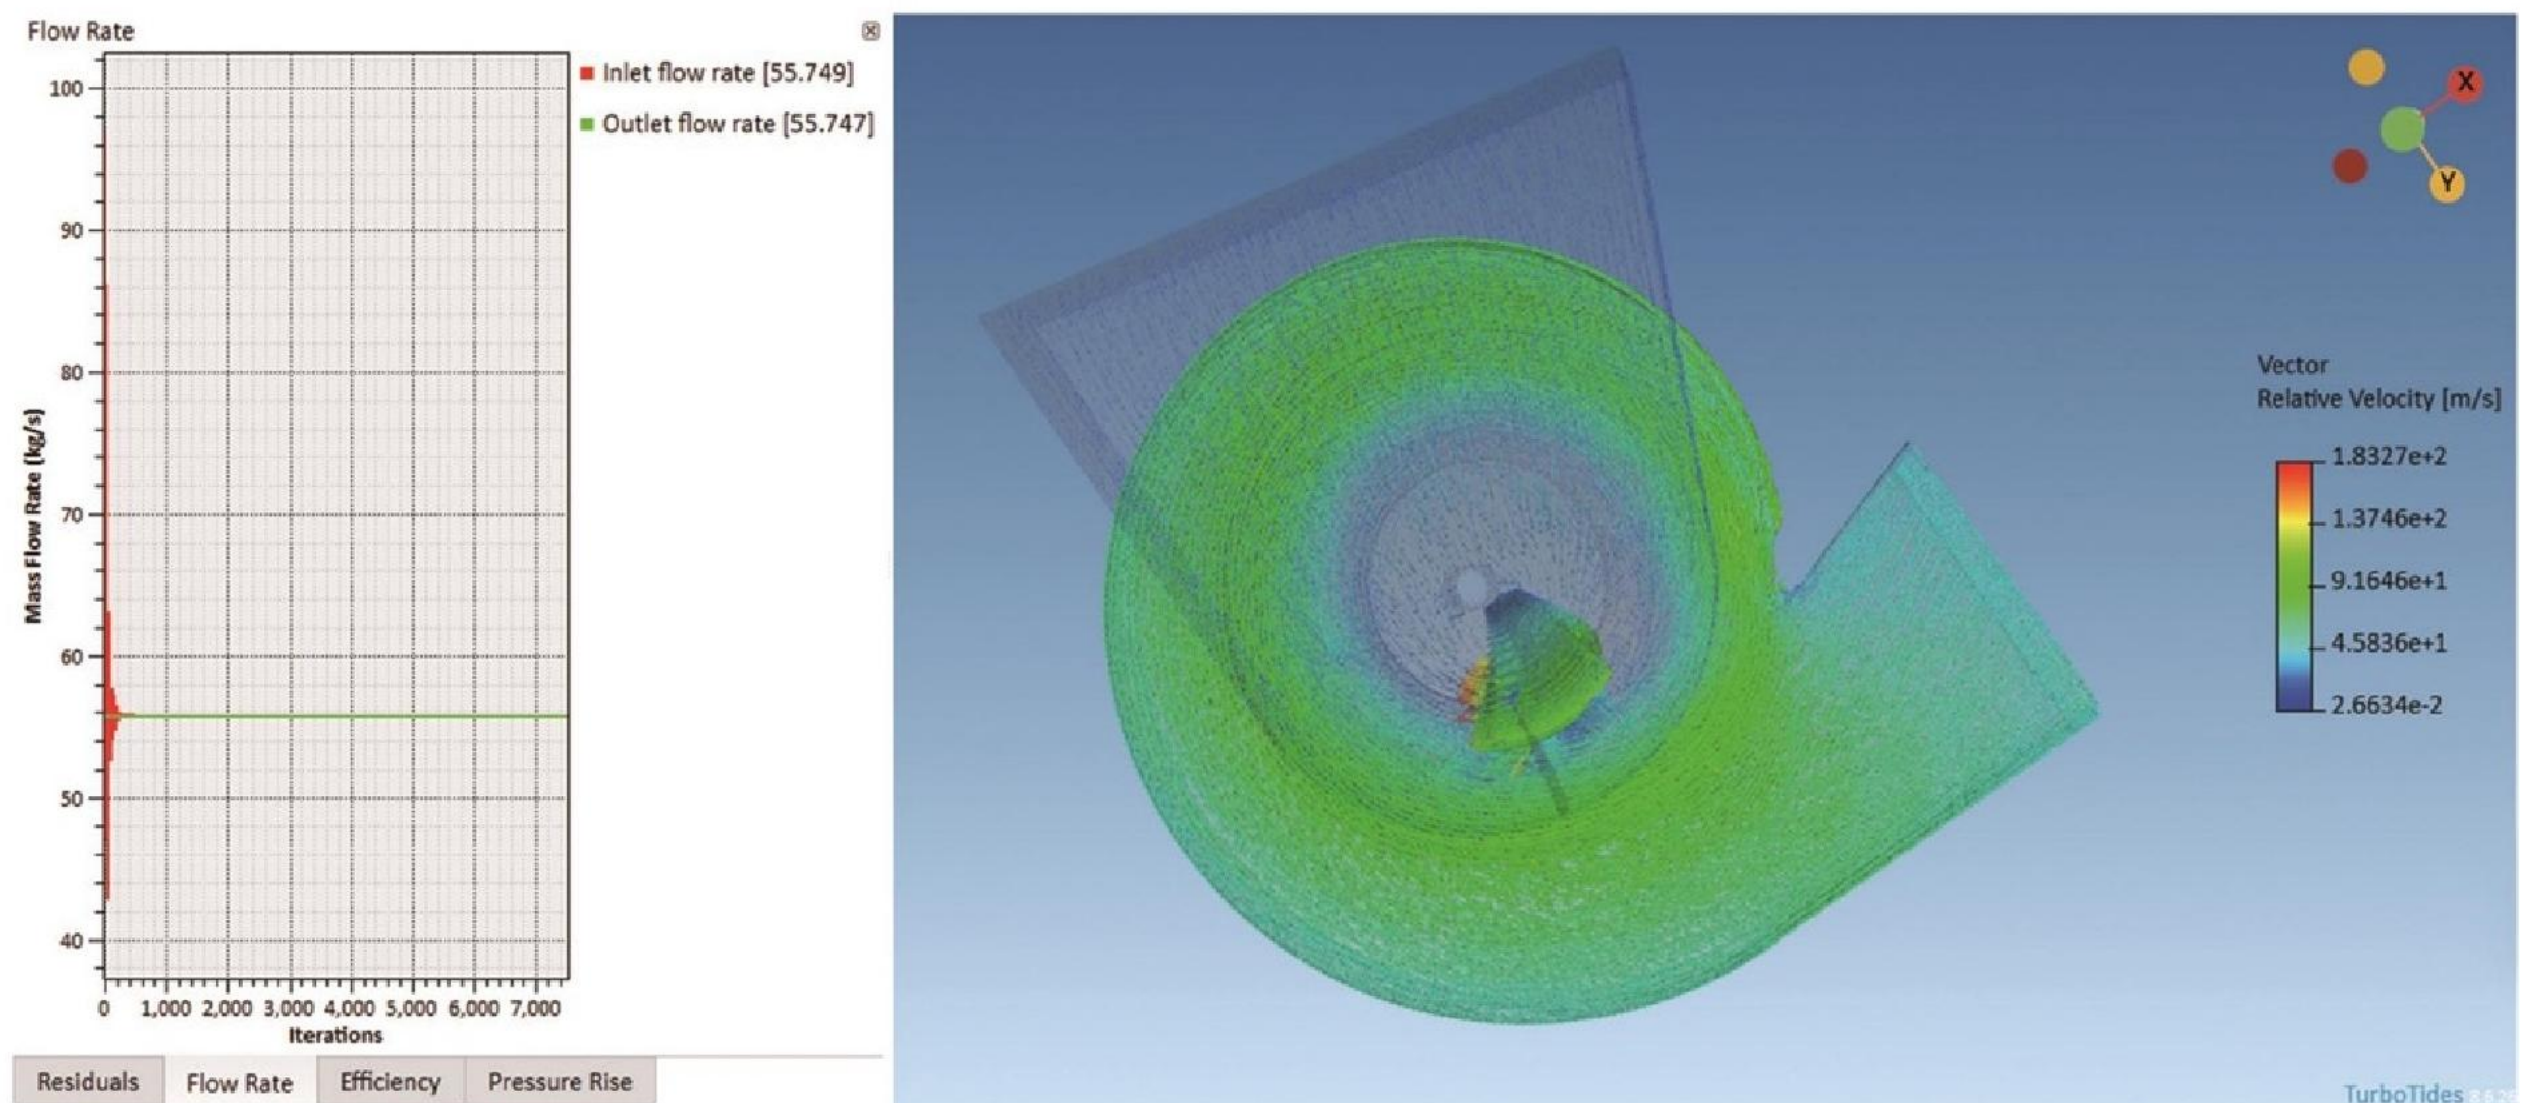 Flow Rate
Inlet flow rate [55.749]
Outlet flow rate [55.747]
100
90
80
70
60
50
40
Mass Flow Rate (kg/s)
0 1,000 2,000 3,000 4,000 5,000 6,000 7,000
Iterations
Residuals Flow Rate Efficiency Pressure Rise
X
Y
Vector
Relative Velocity [m/s]
1.8327e+2
1.3746e+2
9.1646e+1
4.5836e+1
2.6634e-2
TurboTides